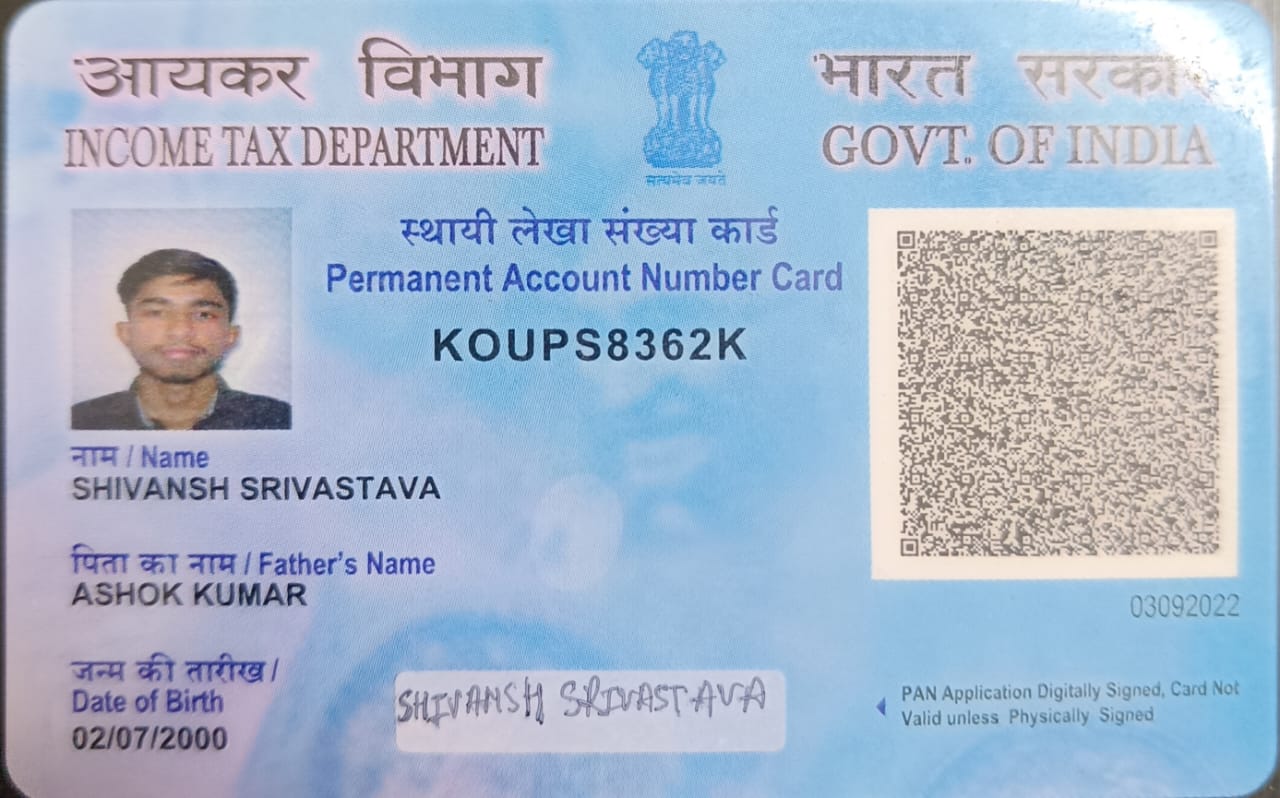 आयकर विभाग
INCOME TAX DEPARTMENT
सत्यमेव जयते
भारत सरकार
GOVT. OF INDIA
स्थायी लेखा संख्या कार्ड
Permanent Account Number Card
KOUPS8362K
नाम / Name
SHIVANSH SRIVASTAVA
पिता का नाम / Father's Name
ASHOK KUMAR
जन्म की तारीख /
Date of Birth
02/07/2000
SHIVANSH SRIVASTAVA
03092022
PAN Application Digitally Signed, Card Not
Valid unless Physically Signed